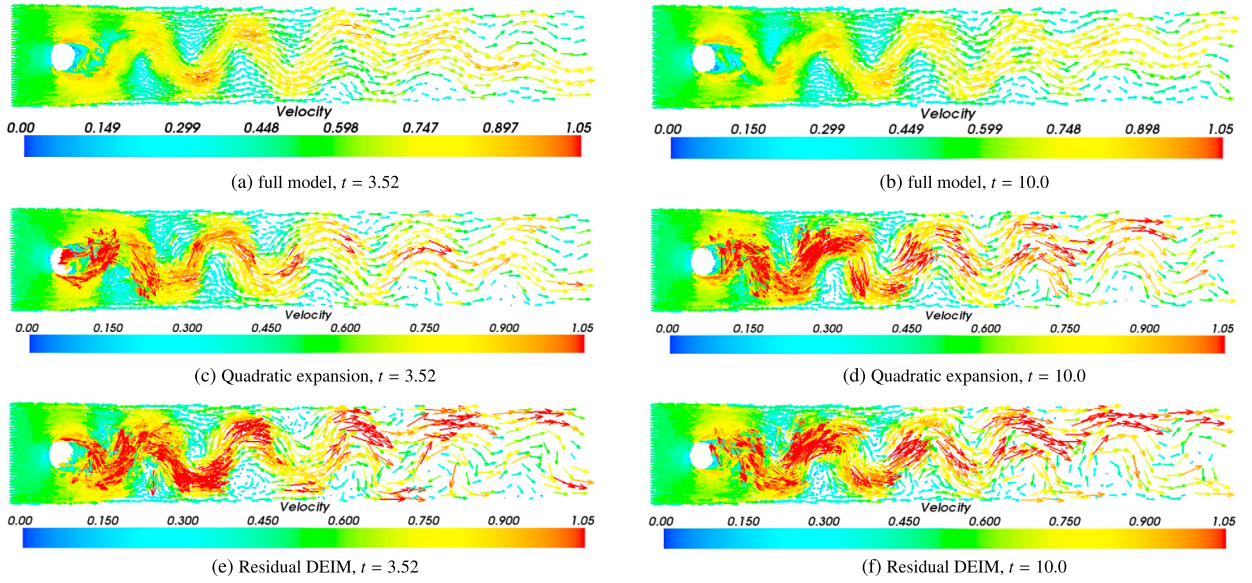 Velocity
0.00 0.149 0.299 0.448 0.598 0.747 0.897 1.05
(a) full model, t = 3.52
Velocity
0.00 0.150 0.299 0.449 0.599 0.748 0.898 1.05
(b) full model, t = 10.0
Velocity
0.00 0.150 0.300 0.450 0.600 0.750 0.900 1.05
(c) Quadratic expansion, t = 3.52
Velocity
0.00 0.150 0.300 0.450 0.600 0.750 0.900 1.05
(d) Quadratic expansion, t = 10.0
Velocity
0.00 0.150 0.300 0.450 0.600 0.750 0.900 1.05
(e) Residual DEIM, t = 3.52
Velocity
0.00 0.150 0.300 0.450 0.600 0.750 0.900 1.05
(f) Residual DEIM, t = 10.0